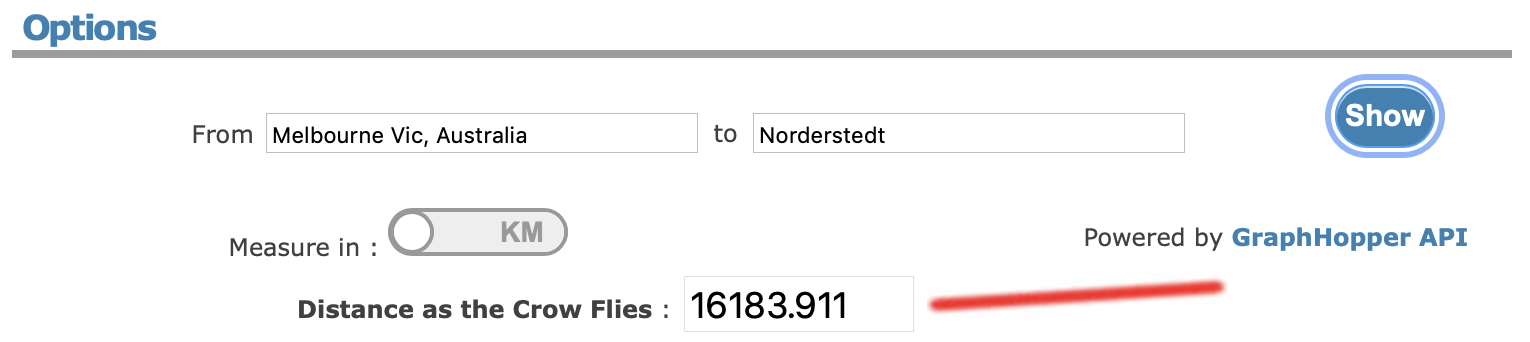 Options
From Melbourne Vic, Australia to Norderstedt Show
Measure in : KM Powered by GraphHopper API
Distance as the Crow Flies : 16183.911